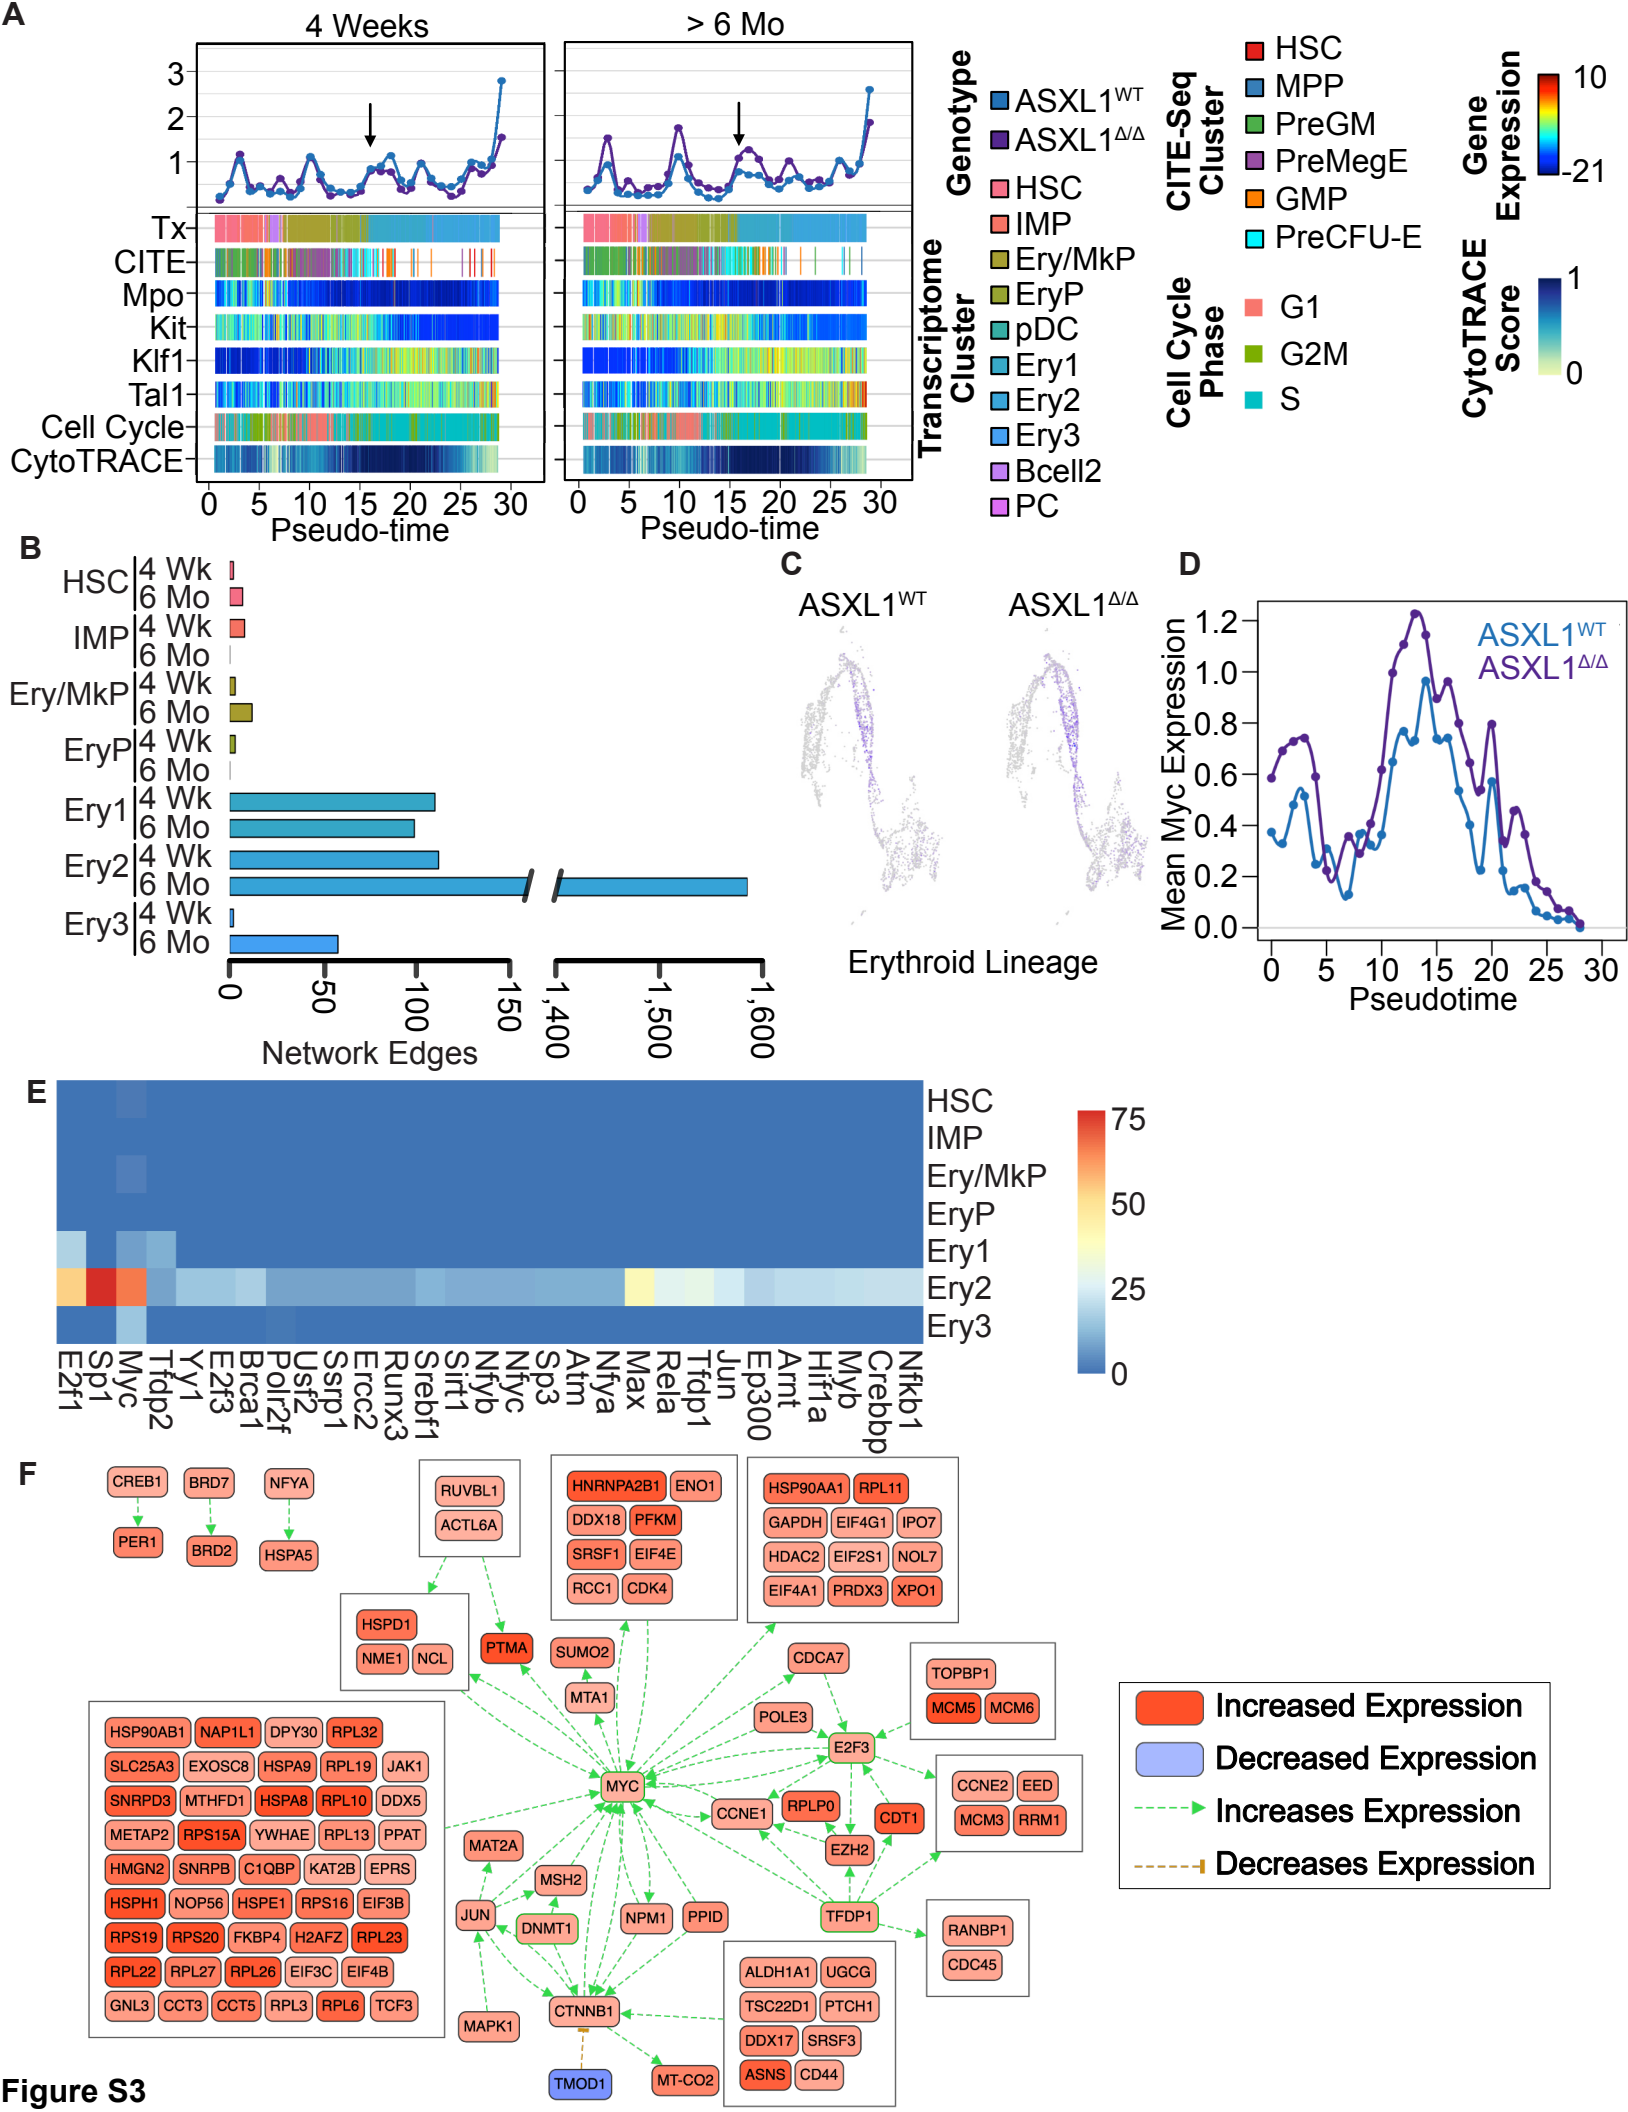 A
4 Weeks
> 6 Mo
3
2
1
Tx
CITE
Mpo
Kit
Klf1
Tal1
Cell Cycle
CytoTRACE
0 5 10 15 20 25 30
Pseudo-time
0 5 10 15 20 25 30
Pseudo-time
Genotype
ASXL1WT
ASXL1Δ/Δ
Transcriptome
Cluster
HSC
IMP
Ery/MkP
EryP
pDC
Ery1
Ery2
Ery3
Bcell2
PC
CITE-Seq
Cluster
HSC
MPP
PreGM
PreMegE
GMP
PreCFU-E
Cell Cycle
Phase
G1
G2M
S
Gene
Expression
10
-21
CytoTRACE
Score
1
0
B
HSC 4 Wk
6 Mo
IMP 4 Wk
6 Mo
Ery/MkP 4 Wk
6 Mo
EryP 4 Wk
6 Mo
Ery1 4 Wk
6 Mo
Ery2 4 Wk
6 Mo
Ery3 4 Wk
6 Mo
0 50 100 150 1,400 1,500 1,600
Network Edges
C
ASXL1WT ASXL1Δ/Δ
Erythroid Lineage
D
Mean Myc Expression
1.2
1.0
0.8
0.6
0.4
0.2
0.0
ASXL1WT
ASXL1Δ/Δ
0 5 10 15 20 25 30
Pseudotime
E
HSC
IMP
Ery/MkP
EryP
Ery1
Ery2
Ery3
75
50
25
0
E2f1 Sp1 Myc Tfdp2 Yy1 E2f3 Brca1 Polr2f Usf2 Ssrp1 Ercc2 Runx3 Srebf1 Sirt1 Nfyb Nfyc Sp3 Atm Nfya Max Rela Tfdp1 Jun Ep300 Arnt Hif1a Myb Crebbp Nfkb1
F
CREB1 BRD7 NFYA
PER1 BRD2 HSPA5
RUVBL1
ACTL6A
HNRNPA2B1 ENO1
DDX18 PFKM
SRSF1 EIF4E
RCC1 CDK4
HSP90AA1 RPL11
GAPDH EIF4G1 IPO7
HDAC2 EIF2S1 NOL7
EIF4A1 PRDX3 XPO1
HSPD1
NME1 NCL
PTMA
SUMO2
MTA1
CDCA7
POLE3
TOPBP1
MCM5 MCM6
E2F3
MYC
CCNE2 EED
MCM3 RRM1
CCNE1
RPLP0
CDT1
EZH2
HSP90AB1 NAP1L1 DPY30 RPL32
SLC25A3 EXOSC8 HSPA9 RPL19 JAK1
SNRPD3 MTHFD1 HSPA8 RPL10 DDX5
METAP2 RPS15A YWHAE RPL13 PPAT
HMGN2 SNRPB C1QBP KAT2B EPRS
HSPH1 NOP56 HSPE1 RPS16 EIF3B
RPS19 RPS20 FKBP4 H2AFZ RPL23
RPL22 RPL27 RPL26 EIF3C EIF4B
GNL3 CCT3 CCT5 RPL3 RPL6 TCF3
MAT2A
MSH2
JUN
DNMT1
NPM1
PPID
TFDP1
RANBP1
CDC45
MAPK1
CTNNB1
TMOD1
MT-CO2
ALDH1A1 UGCG
TSC22D1 PTCH1
DDX17 SRSF3
ASNS CD44
Increased Expression
Decreased Expression
Increases Expression
Decreases Expression
Figure S3